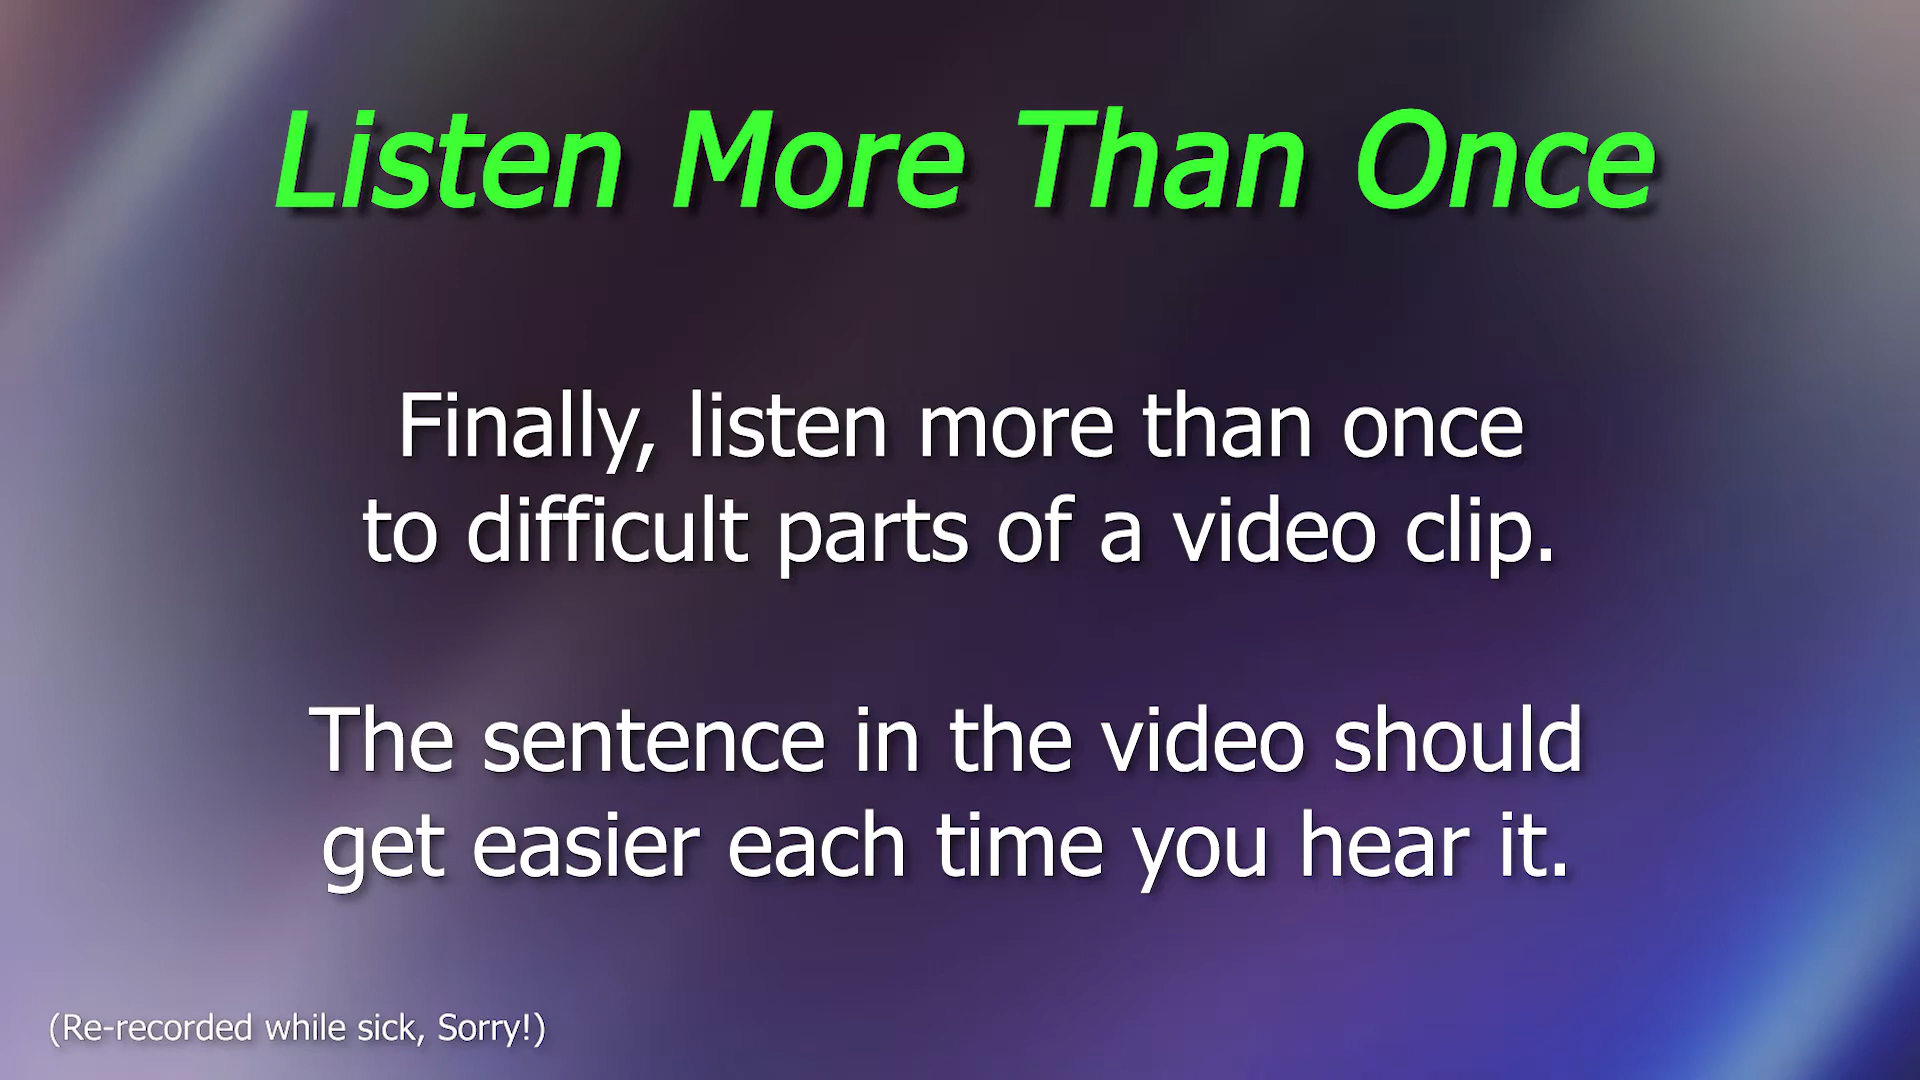 Listen More Than Once
Finally, listen more than once
to difficult parts of a video clip.
The sentence in the video should
get easier each time you hear it.
(Re-recorded while sick, Sorry!)